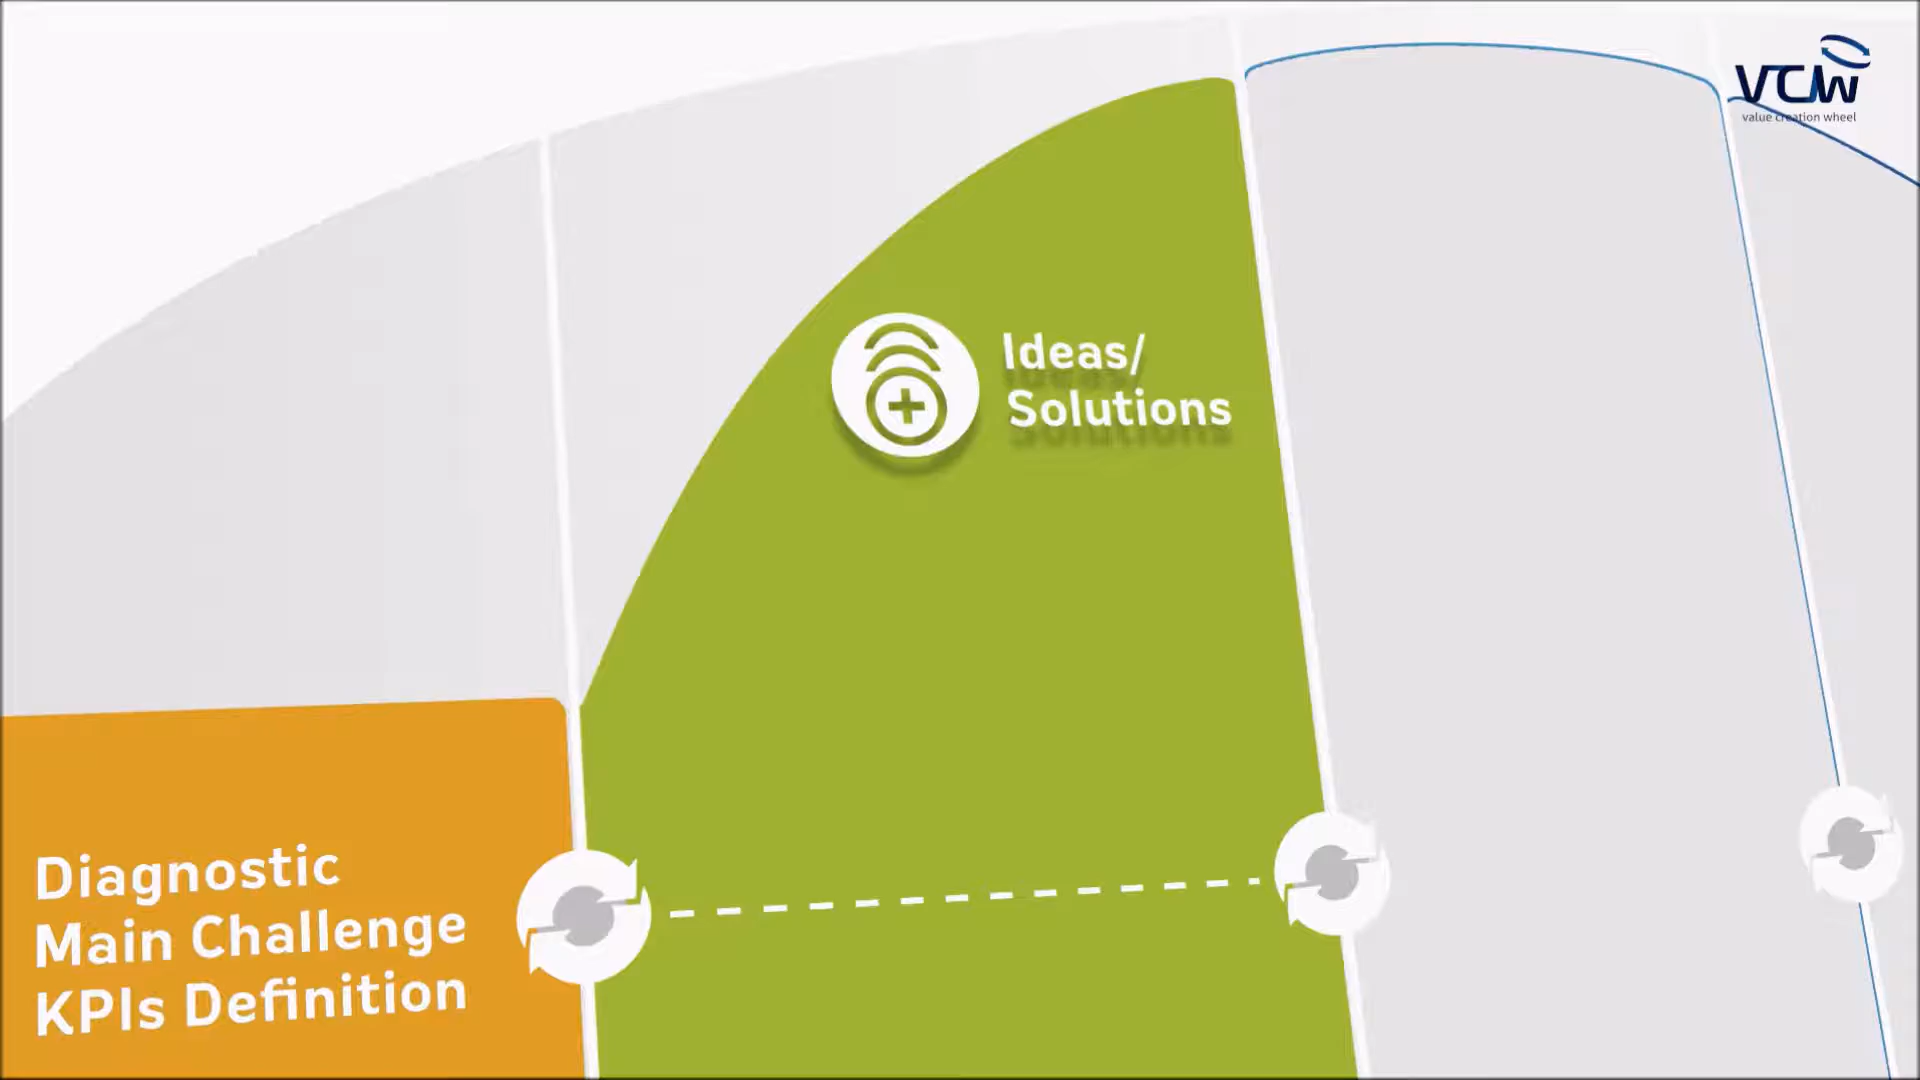 VCW
value creation wheel
Ideas/
Solutions
Diagnostic
Main Challenge
KPIs Definition